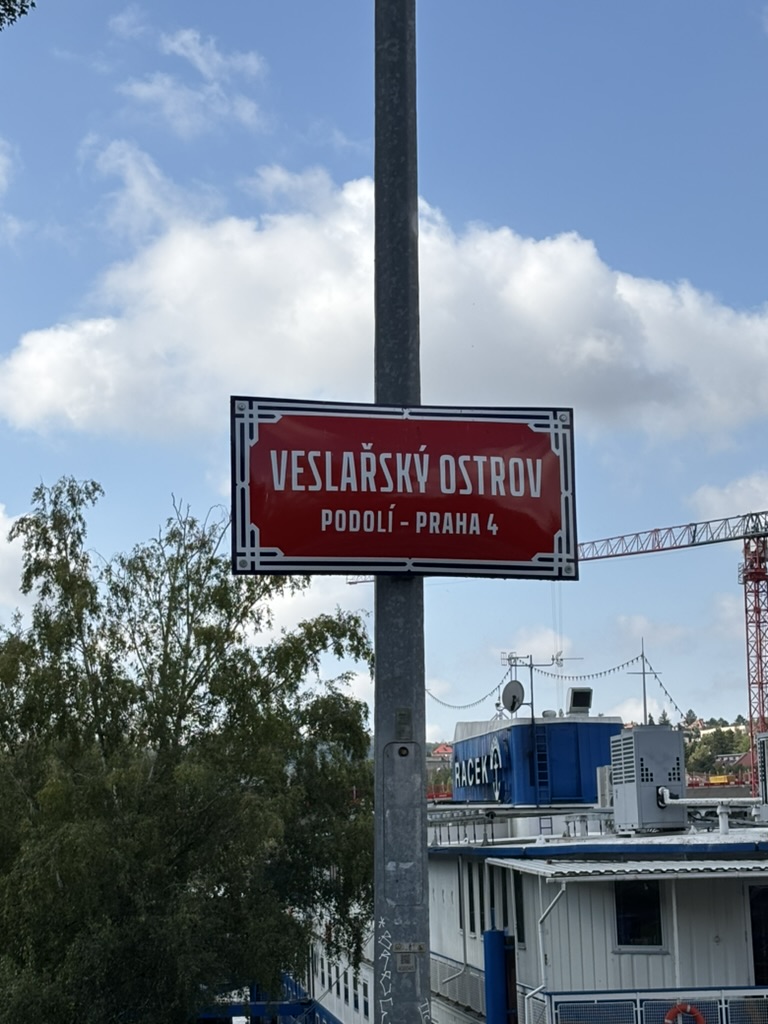 VESLAŘSKÝ OSTROV
PODOLÍ - PRAHA 4
RACEK